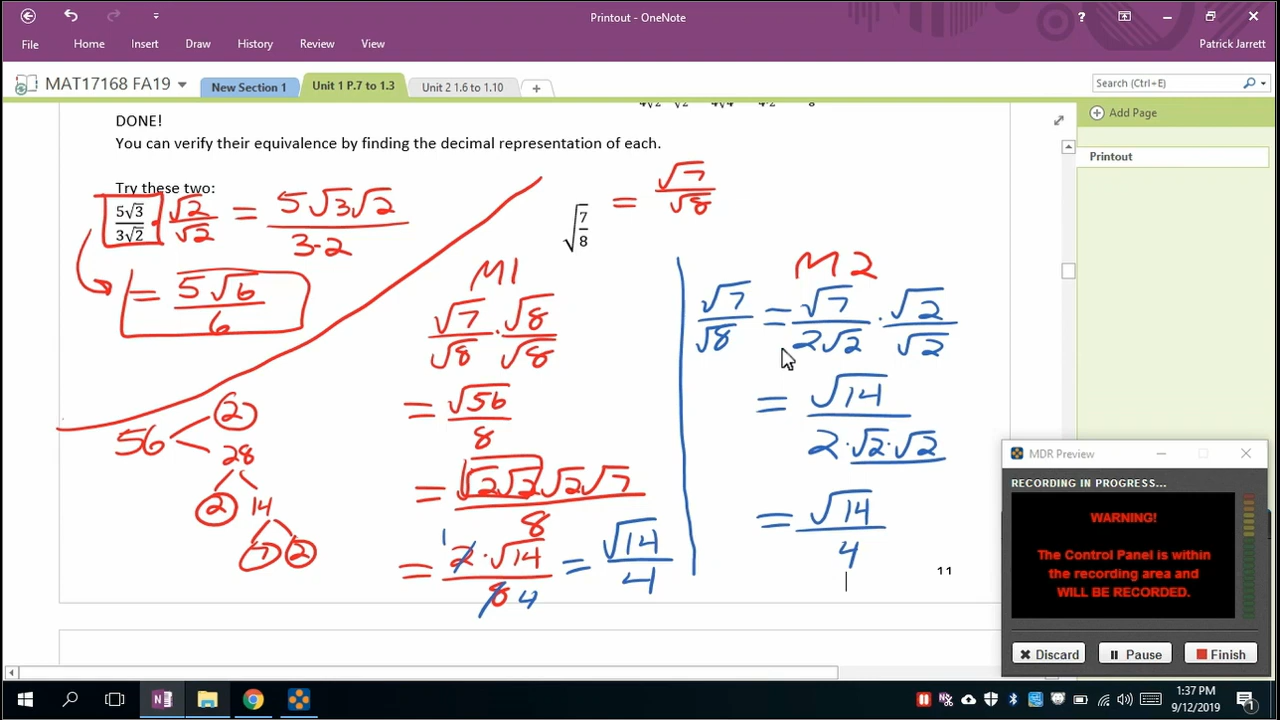 Printout - OneNote
File Home Insert Draw History Review View Patrick Jarrett
MAT17168 FA19 New Section 1 Unit 1 P.7 to 1.3 Unit 2 1.6 to 1.10 Search (Ctrl+E)
Add Page
Printout
DONE!
You can verify their equivalence by finding the decimal representation of each.
Try these two:
5√3/3√2 · √2/√2 = 5√3√2/3·2
= 5√6/6
√7/8 = √7/√8
M1
√7/√8 · √8/√8
= √56/8
= √2√2√2√7/8
= 2·√14/8 = √14/4
1
4
56
2
28
2 14
7 2
M2
√7/√8 = √7/2√2 · √2/√2
= √14/2·√2·√2
= √14/4
11
MDR Preview
RECORDING IN PROGRESS...
WARNING!
The Control Panel is within
the recording area and
WILL BE RECORDED.
Discard Pause Finish
1:37 PM
9/12/2019
1